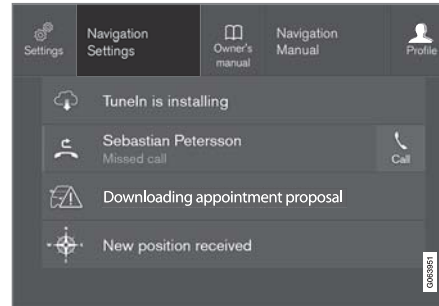 Settings
Navigation
Settings
Owner's
manual
Navigation
Manual
Profile
TuneIn is installing
Sebastian Petersson
Missed call
Call
Downloading appointment proposal
New position received
G063951